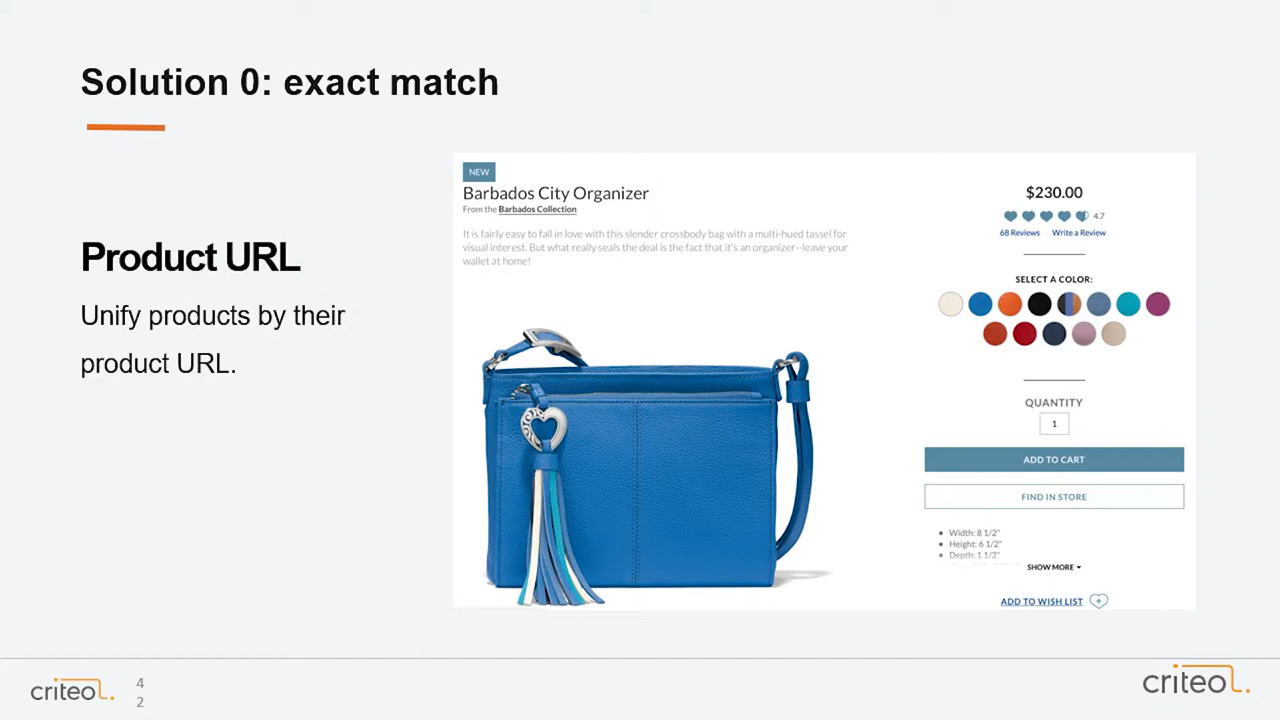 Solution 0: exact match
Product URL
Unify products by their
product URL.
NEW
Barbados City Organizer
From the Barbados Collection
It is fairly easy to fall in love with this slender crossbody bag with a multi-hued tassel for
visual interest. But what really seals the deal is the fact that it's an organizer--leave your
wallet at home!
$230.00
4.7
68 Reviews Write a Review
SELECT A COLOR:
QUANTITY
1
ADD TO CART
FIND IN STORE
Width: 8 1/2"
Height: 6 1/2"
Depth: 1 1/2"
SHOW MORE
ADD TO WISH LIST
criteo
4
2
criteo